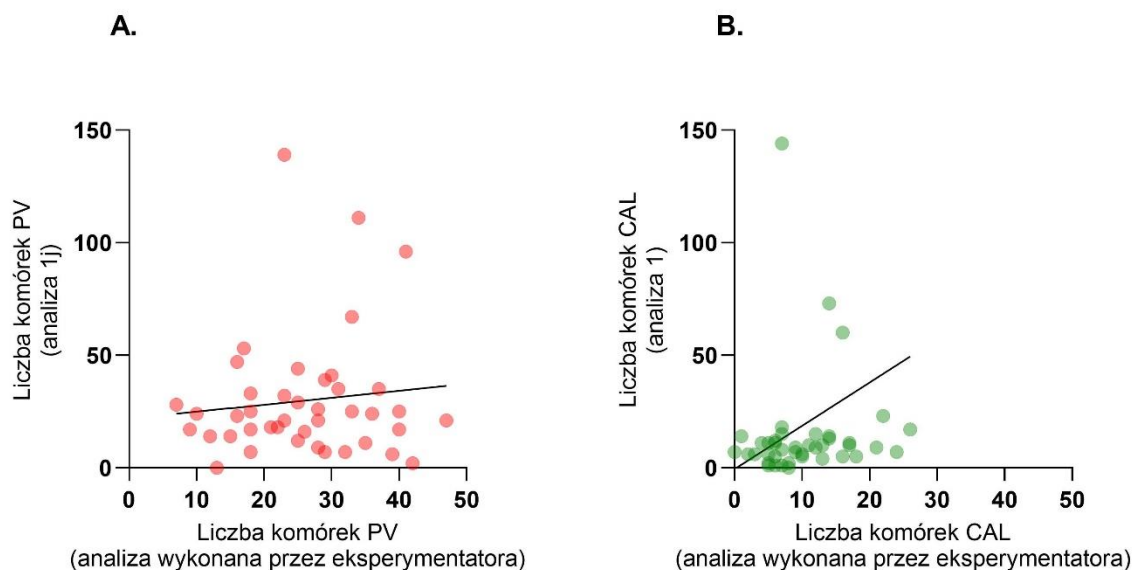 A.
150
100
50
0
Liczba komórek PV
(analiza 1j)
0 10 20 30 40 50
Liczba komórek PV
(analiza wykonana przez eksperymentatora)
B.
150
100
50
0
Liczba komórek CAL
(analiza 1)
0 10 20 30 40 50
Liczba komórek CAL
(analiza wykonana przez eksperymentatora)